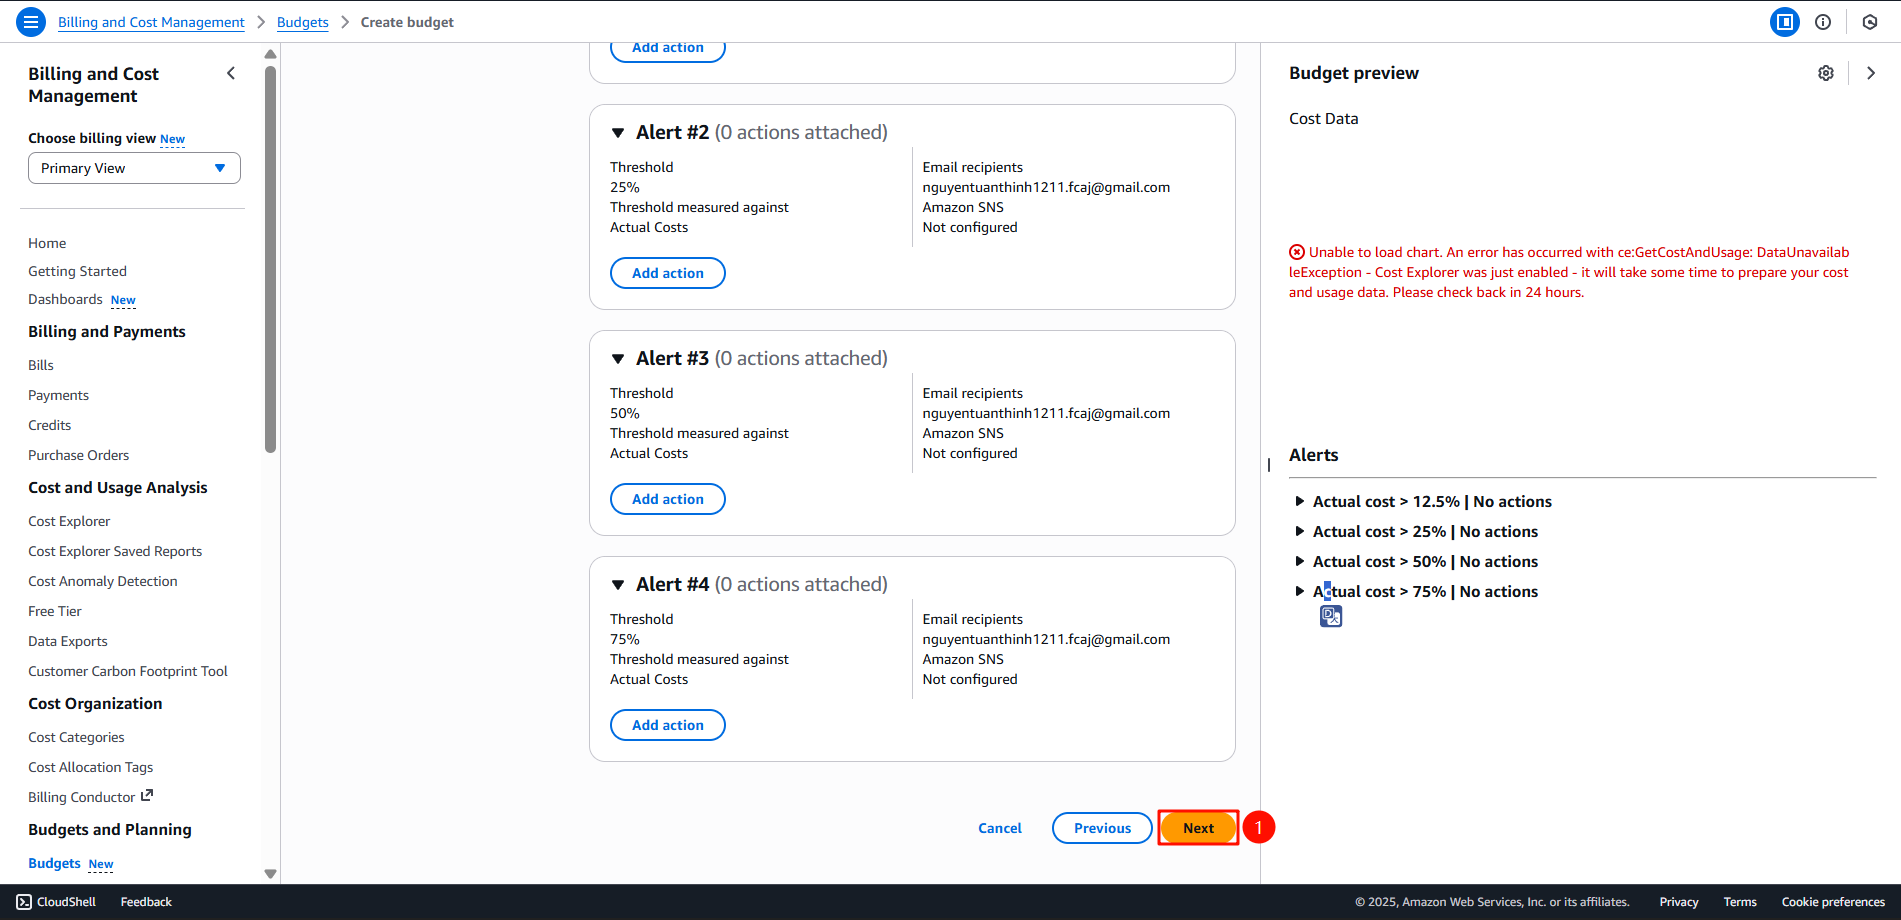 Billing and Cost Management > Budgets > Create budget
Billing and Cost
Management
Choose billing view New
Primary View
Home
Getting Started
Dashboards New
Billing and Payments
Bills
Payments
Credits
Purchase Orders
Cost and Usage Analysis
Cost Explorer
Cost Explorer Saved Reports
Cost Anomaly Detection
Free Tier
Data Exports
Customer Carbon Footprint Tool
Cost Organization
Cost Categories
Cost Allocation Tags
Billing Conductor
Budgets and Planning
Budgets New
Add action
Alert #2 (0 actions attached)
Threshold
25%
Threshold measured against
Actual Costs
Email recipients
nguyentuanthinh1211.fcaj@gmail.com
Amazon SNS
Not configured
Add action
Alert #3 (0 actions attached)
Threshold
50%
Threshold measured against
Actual Costs
Email recipients
nguyentuanthinh1211.fcaj@gmail.com
Amazon SNS
Not configured
Add action
Alert #4 (0 actions attached)
Threshold
75%
Threshold measured against
Actual Costs
Email recipients
nguyentuanthinh1211.fcaj@gmail.com
Amazon SNS
Not configured
Add action
Cancel
Previous
Next
1
Budget preview
Cost Data
Unable to load chart. An error has occurred with ce:GetCostAndUsage: DataUnavailab
leException - Cost Explorer was just enabled - it will take some time to prepare your cost
and usage data. Please check back in 24 hours.
Alerts
Actual cost > 12.5% | No actions
Actual cost > 25% | No actions
Actual cost > 50% | No actions
Actual cost > 75% | No actions
CloudShell
Feedback
© 2025, Amazon Web Services, Inc. or its affiliates.
Privacy
Terms
Cookie preferences